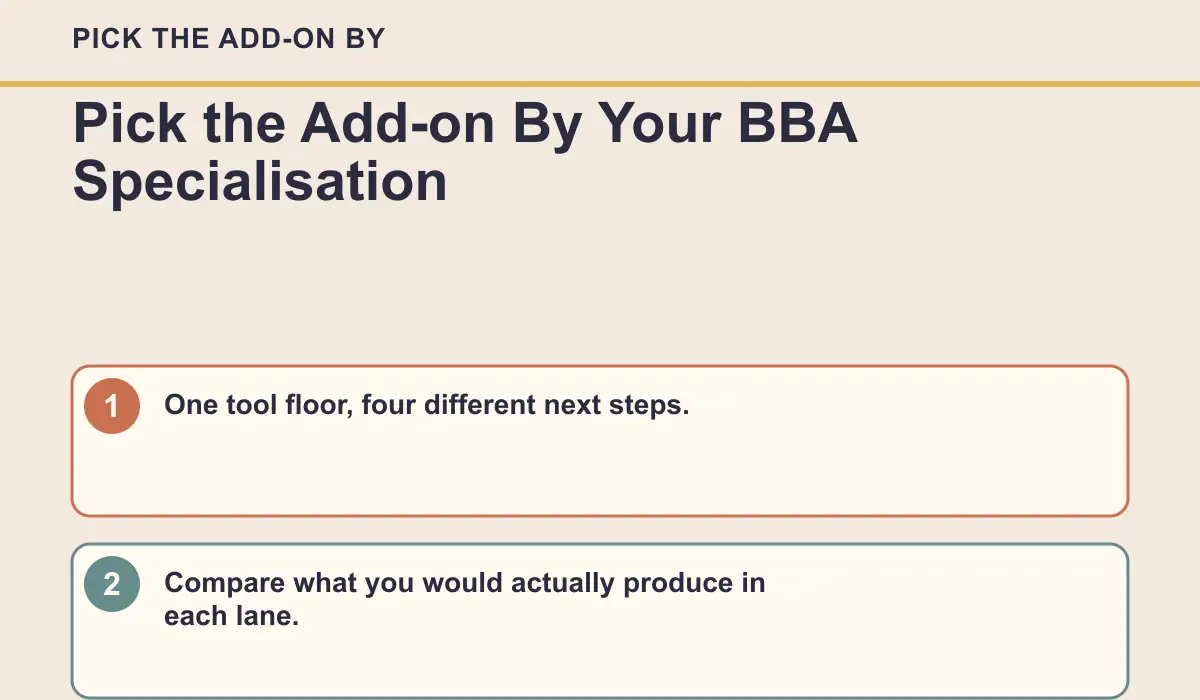 PICK THE ADD-ON BY
Pick the Add-on By Your BBA
Specialisation
1
One tool floor, four different next steps.
2
Compare what you would actually produce in
each lane.